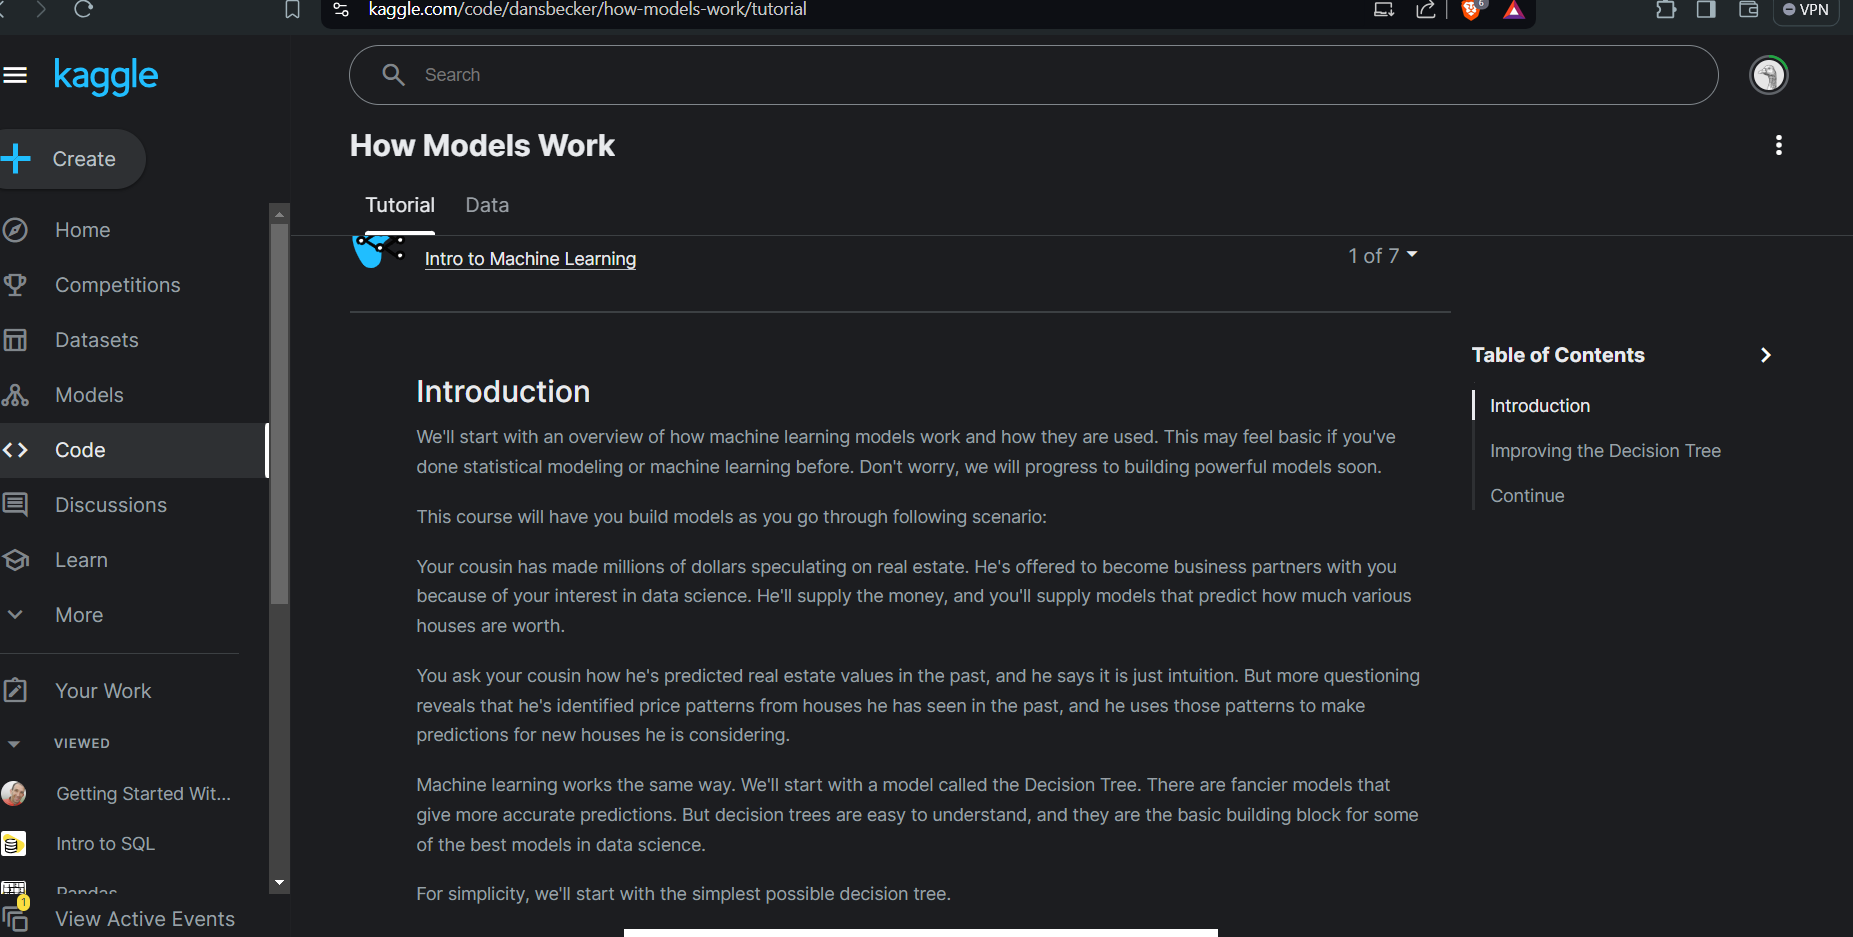 kaggle.com/code/dansbecker/how-models-work/tutorial
6
VPN
kaggle
Search
Create
How Models Work
Tutorial
Data
Home
Competitions
Datasets
Models
Code
Discussions
Learn
More
Your Work
VIEWED
Getting Started Wit...
Intro to SQL
Pandas
1
View Active Events
Intro to Machine Learning
1 of 7
Introduction
We'll start with an overview of how machine learning models work and how they are used. This may feel basic if you've
done statistical modeling or machine learning before. Don't worry, we will progress to building powerful models soon.
This course will have you build models as you go through following scenario:
Your cousin has made millions of dollars speculating on real estate. He's offered to become business partners with you
because of your interest in data science. He'll supply the money, and you'll supply models that predict how much various
houses are worth.
You ask your cousin how he's predicted real estate values in the past, and he says it is just intuition. But more questioning
reveals that he's identified price patterns from houses he has seen in the past, and he uses those patterns to make
predictions for new houses he is considering.
Machine learning works the same way. We'll start with a model called the Decision Tree. There are fancier models that
give more accurate predictions. But decision trees are easy to understand, and they are the basic building block for some
of the best models in data science.
For simplicity, we'll start with the simplest possible decision tree.
Table of Contents
Introduction
Improving the Decision Tree
Continue